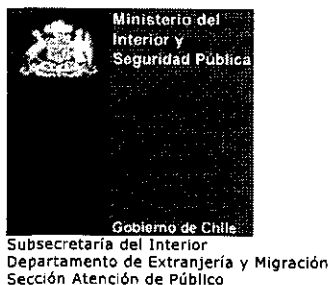 Ministerio del
Interior y
Seguridad Pública
Gobierno de Chile
Subsecretaría del Interior
Departamento de Extranjería y Migración
Sección Atención de Público